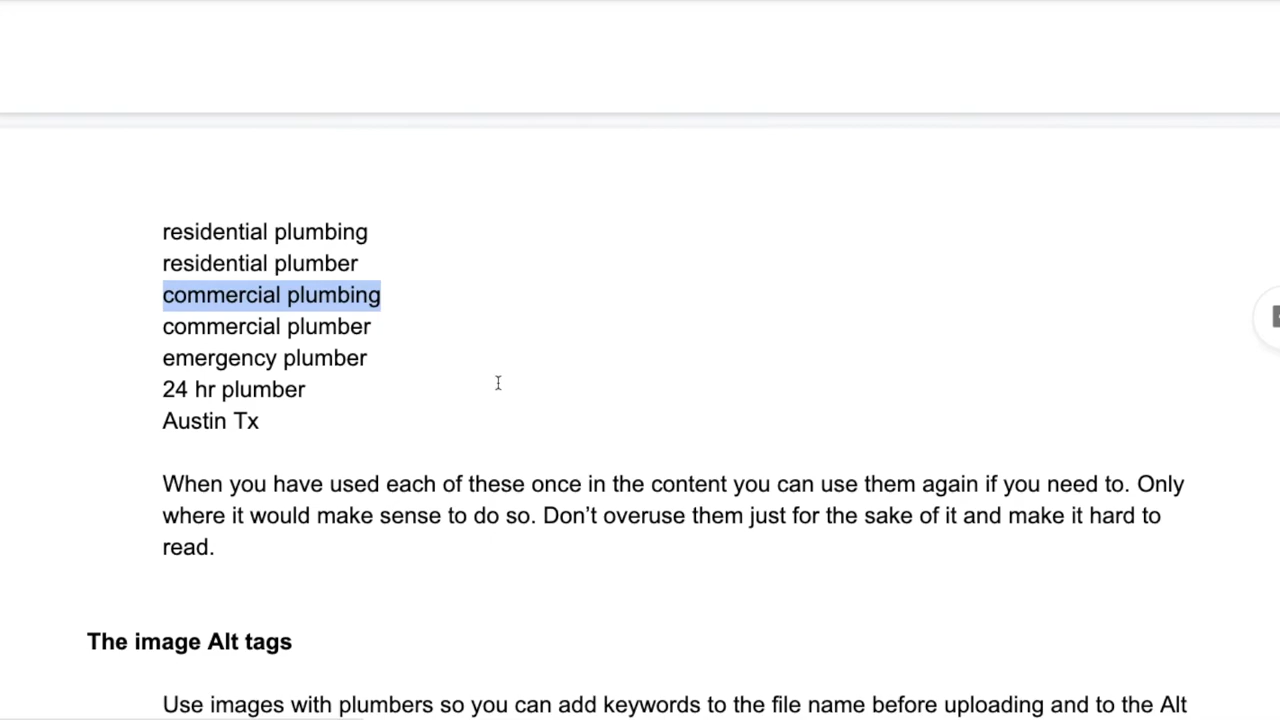 residential plumbing
residential plumber
commercial plumbing
commercial plumber
emergency plumber
24 hr plumber
Austin Tx
When you have used each of these once in the content you can use them again if you need to. Only
where it would make sense to do so. Don’t overuse them just for the sake of it and make it hard to
read.
The image Alt tags
Use images with plumbers so you can add keywords to the file name before uploading and to the Alt